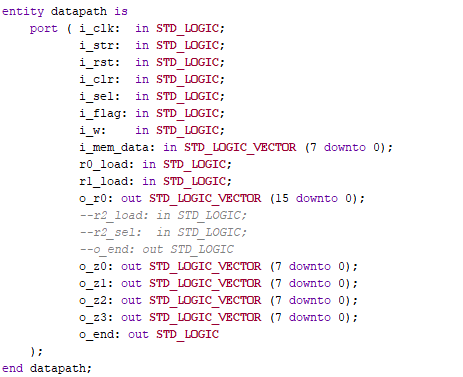 entity datapath is
    port ( i_clk:  in STD_LOGIC;
           i_str:  in STD_LOGIC;
           i_rst:  in STD_LOGIC;
           i_clr:  in STD_LOGIC;
           i_sel:  in STD_LOGIC;
           i_flag: in STD_LOGIC;
           i_w:    in STD_LOGIC;
           i_mem_data: in STD_LOGIC_VECTOR (7 downto 0);
           r0_load: in STD_LOGIC;
           r1_load: in STD_LOGIC;
           o_r0: out STD_LOGIC_VECTOR (15 downto 0);
           --r2_load: in STD_LOGIC;
           --r2_sel:  in STD_LOGIC;
           --o_end: out STD_LOGIC
           o_z0: out STD_LOGIC_VECTOR (7 downto 0);
           o_z1: out STD_LOGIC_VECTOR (7 downto 0);
           o_z2: out STD_LOGIC_VECTOR (7 downto 0);
           o_z3: out STD_LOGIC_VECTOR (7 downto 0);
           o_end: out STD_LOGIC
    );
end datapath;